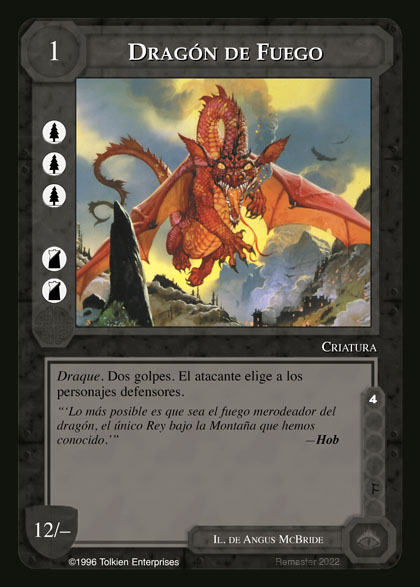 1
DRAGÓN DE FUEGO
CRIATURA
Draque. Dos golpes. El atacante elige a los
personajes defensores.
“‘Lo más posible es que sea el fuego merodeador del
dragón, el único Rey bajo la Montaña que hemos
conocido.’” —Hob
4
F
12/–
IL. DE ANGUS MCBRIDE
©1996 Tolkien Enterprises
Remaster 2022